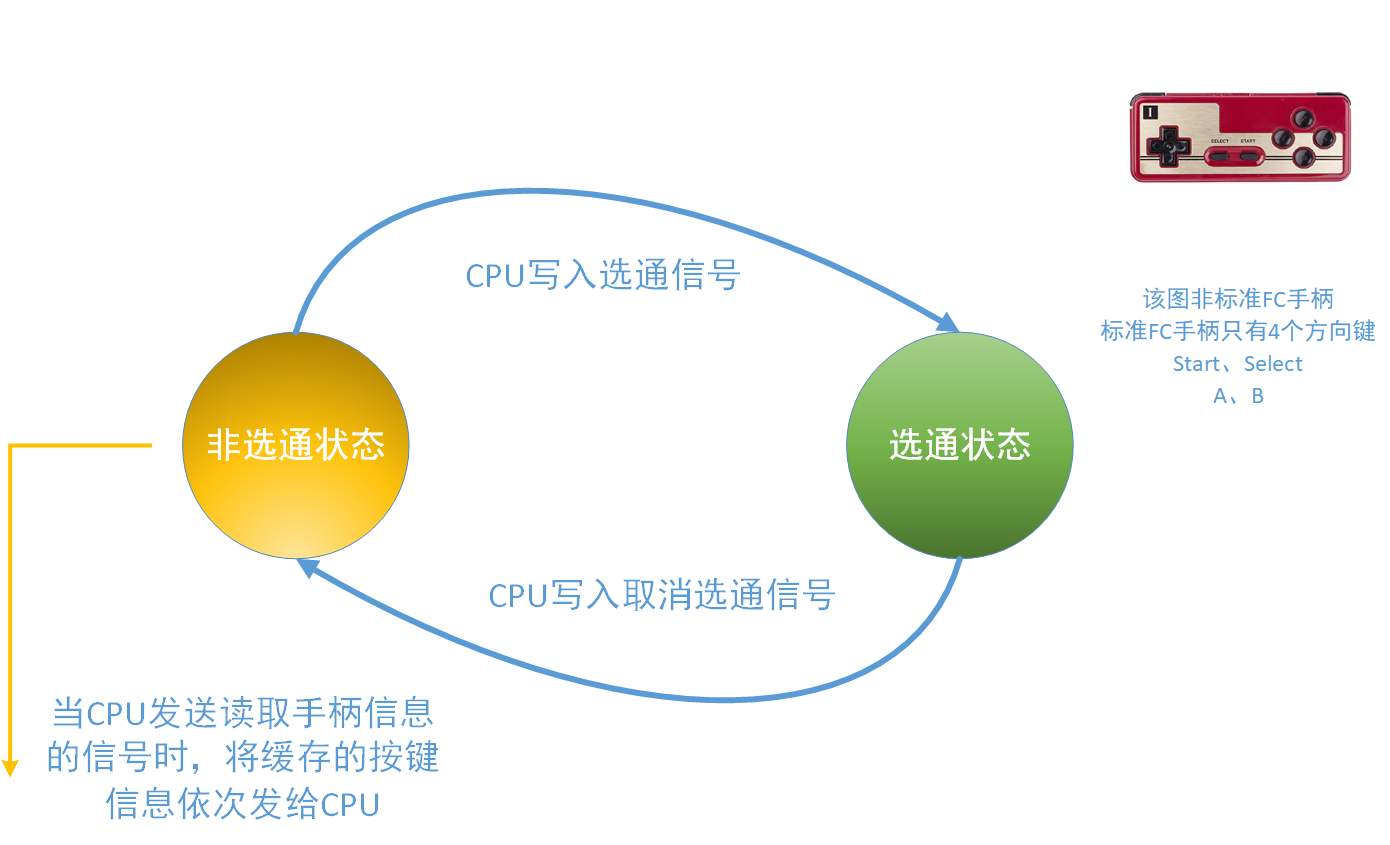 I
SELECT
START
CPU写入选通信号
该图非标准FC手柄
标准FC手柄只有4个方向键
Start、Select
A、B
非选通状态
选通状态
CPU写入取消选通信号
当CPU发送读取手柄信息
的信号时，将缓存的按键
信息依次发给CPU